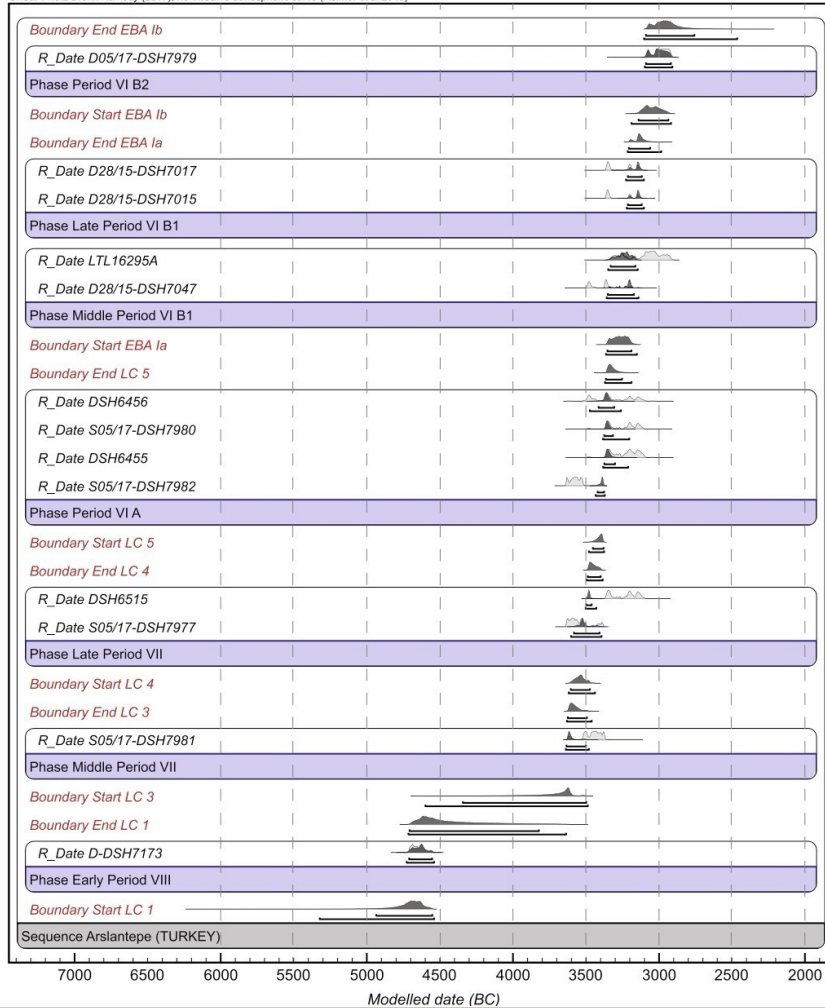 Boundary End EBA Ib
R_Date D05/17-DSH7979
Phase Period VI B2
Boundary Start EBA Ib
Boundary End EBA Ia
R_Date D28/15-DSH7017
R_Date D28/15-DSH7015
Phase Late Period VI B1
R_Date LTL16295A
R_Date D28/15-DSH7047
Phase Middle Period VI B1
Boundary Start EBA Ia
Boundary End LC 5
R_Date DSH6456
R_Date S05/17-DSH7980
R_Date DSH6455
R_Date S05/17-DSH7982
Phase Period VI A
Boundary Start LC 5
Boundary End LC 4
R_Date DSH6515
R_Date S05/17-DSH7977
Phase Late Period VII
Boundary Start LC 4
Boundary End LC 3
R_Date S05/17-DSH7981
Phase Middle Period VII
Boundary Start LC 3
Boundary End LC 1
R_Date D-DSH7173
Phase Early Period VIII
Boundary Start LC 1
Sequence Arslantepe (TURKEY)
7000 6500 6000 5500 5000 4500 4000 3500 3000 2500 2000
Modelled date (BC)